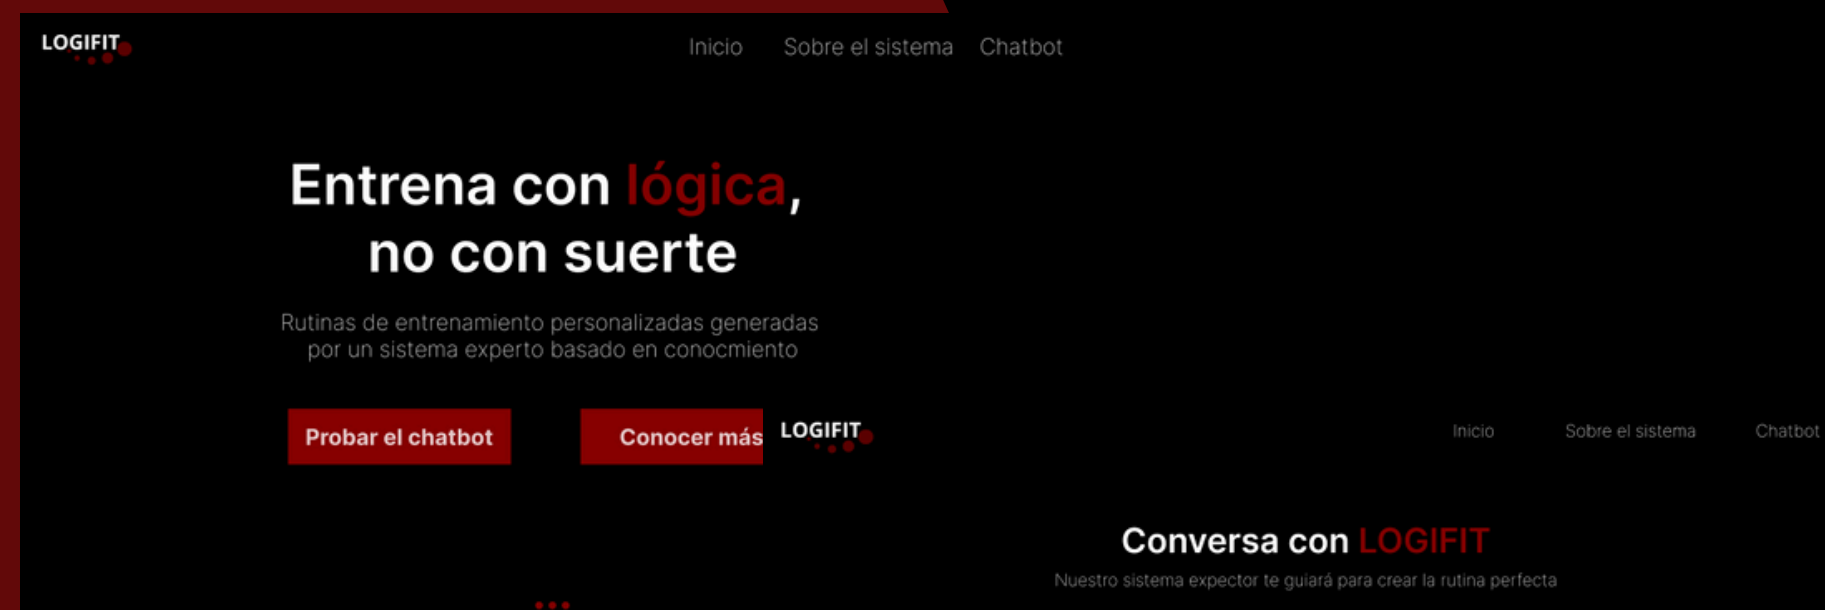 LOGIFIT
Inicio Sobre el sistema Chatbot
Entrena con lógica,
no con suerte
Rutinas de entrenamiento personalizadas generadas
por un sistema experto basado en conocmiento
Probar el chatbot
Conocer más
LOGIFIT
Inicio Sobre el sistema Chatbot
Conversa con LOGIFIT
Nuestro sistema expector te guiará para crear la rutina perfecta